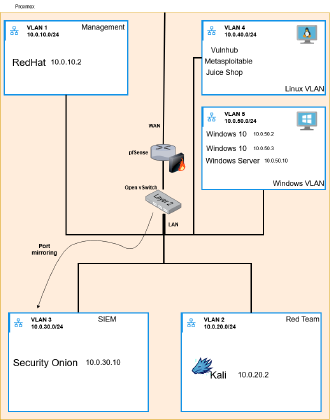 Proxmox
VLAN 1
10.0.10.0/24
Management
RedHat 10.0.10.2
VLAN 4
10.0.40.0/24
Vulnhub
Metasploitable
Juice Shop
Linux VLAN
VLAN 5
10.0.50.0/24
Windows 10 10.0.50.2
Windows 10 10.0.50.3
Windows Server 10.0.50.10
Windows VLAN
WAN
pfSense
Open vSwitch
Layer 2
LAN
Port
mirroring
VLAN 3
10.0.30.0/24
SIEM
Security Onion 10.0.30.10
VLAN 2
10.0.20.0/24
Red Team
Kali 10.0.20.2